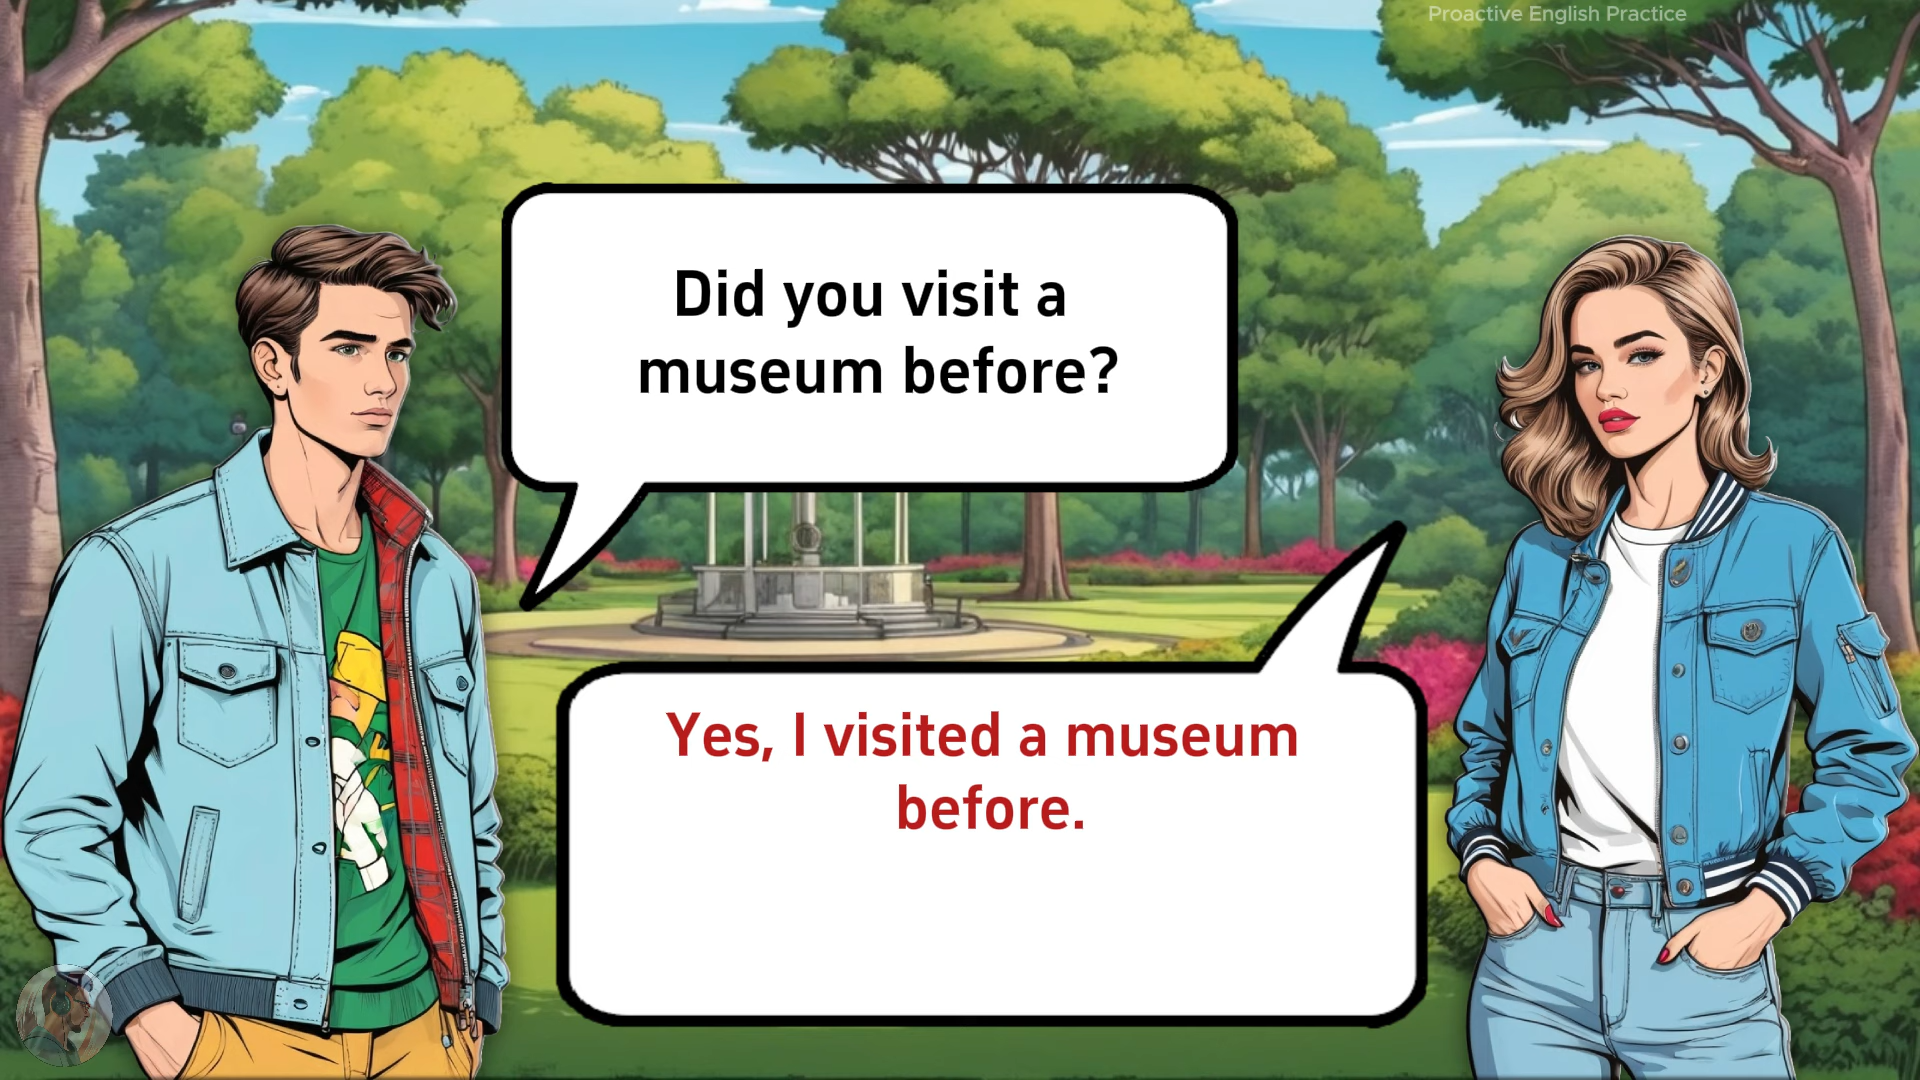 Proactive English Practice
Did you visit a
museum before?
Yes, I visited a museum
before.